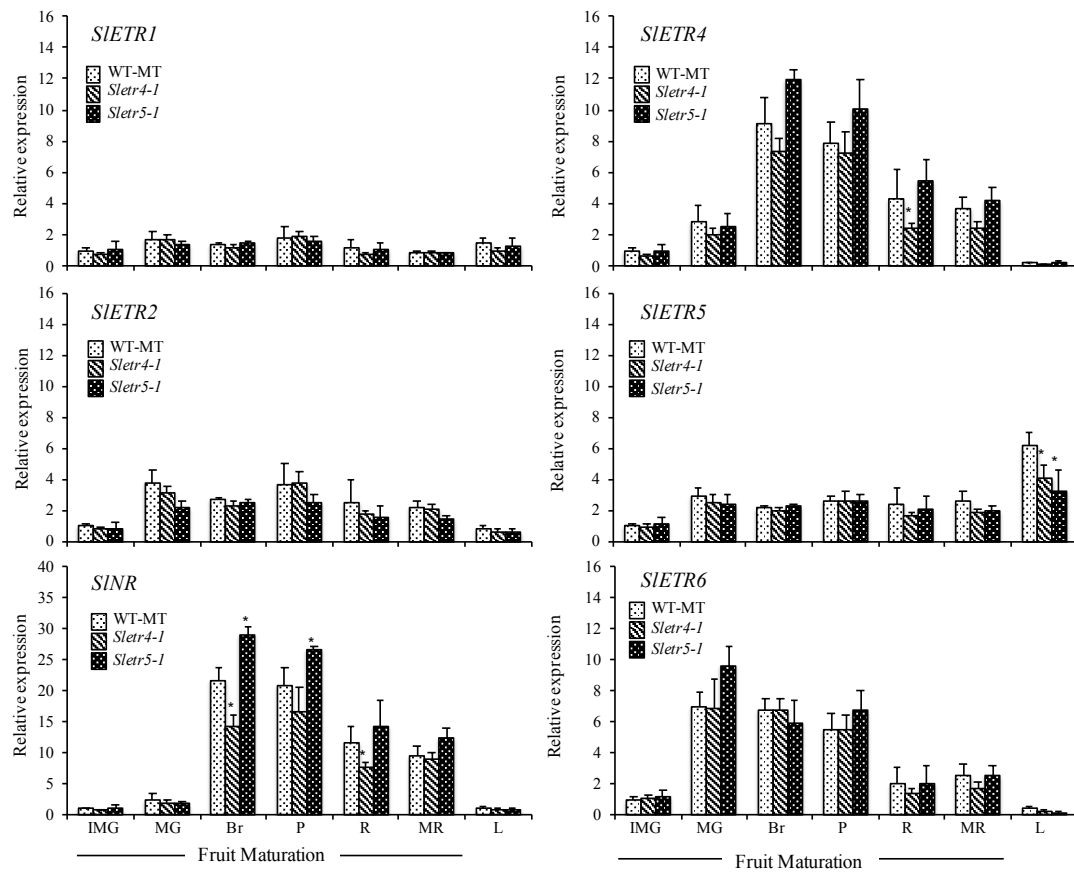 SlETR1
WT-MT
Sletr4-1
Sletr5-1
Relative expression
16
14
12
10
8
6
4
2
0
SlETR4
WT-MT
Sletr4-1
Sletr5-1
Relative expression
16
14
12
10
8
6
4
2
0
*
SlETR2
WT-MT
Sletr4-1
Sletr5-1
Relative expression
16
14
12
10
8
6
4
2
0
SlETR5
WT-MT
Sletr4-1
Sletr5-1
Relative expression
16
14
12
10
8
6
4
2
0
* *
SlNR
WT-MT
Sletr4-1
Sletr5-1
Relative expression
40
35
30
25
20
15
10
5
0
* * * *
IMG MG Br P R MR L
Fruit Maturation
SlETR6
WT-MT
Sletr4-1
Sletr5-1
Relative expression
16
14
12
10
8
6
4
2
0
IMG MG Br P R MR L
Fruit Maturation